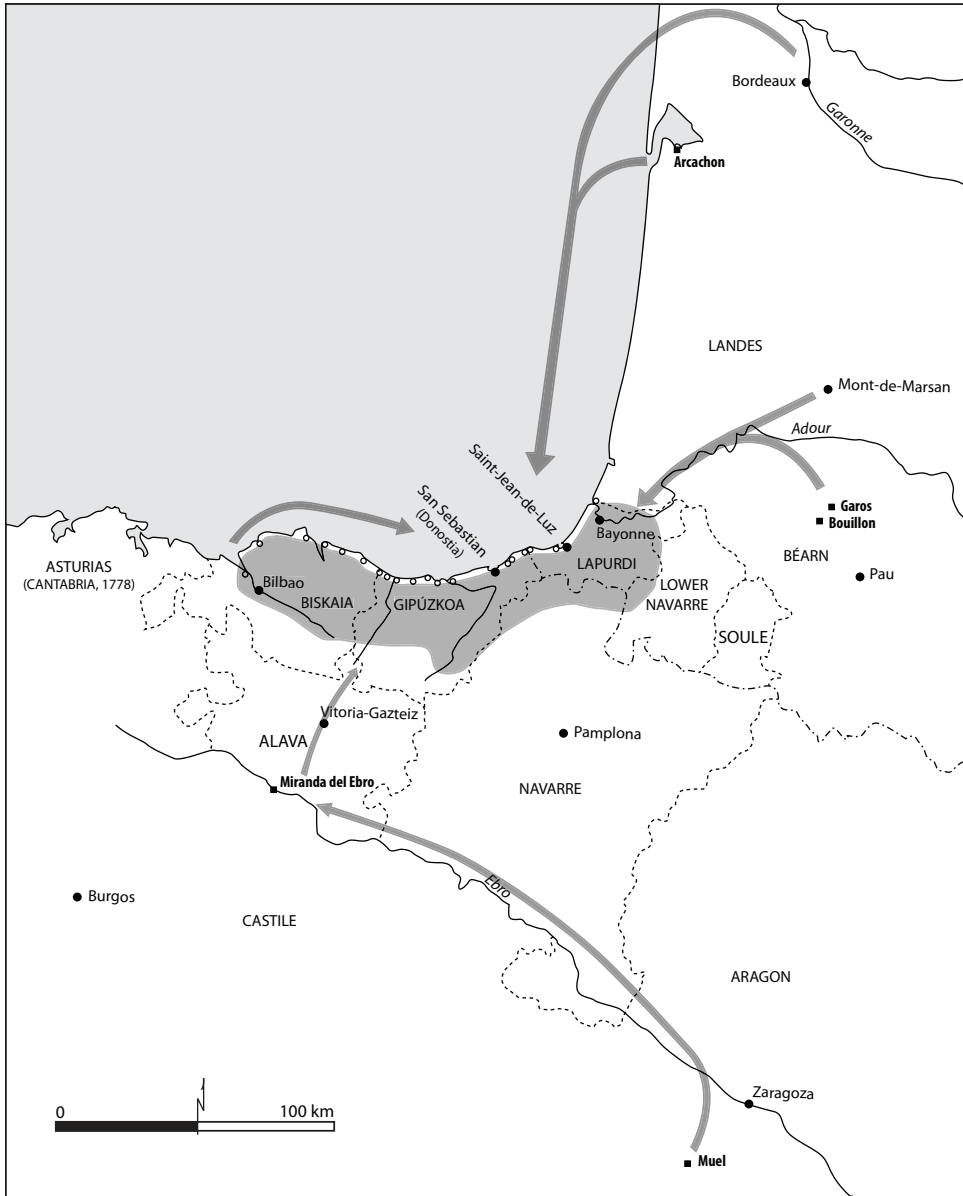 Bordeaux
Garonne
Arcachon
LANDES
Mont-de-Marsan
Adour
Saint-Jean-de-Luz
San Sebastian
(Donostia)
Garos
Bouillon
Bayonne
BÉARN
ASTURIAS
(CANTABRIA, 1778)
Bilbao
BISKAIA
GIPÚZKOA
LAPURDI
LOWER
NAVARRE
Pau
SOULE
Vitoria-Gazteiz
ALAVA
Pamplona
Miranda del Ebro
NAVARRE
Ebro
Burgos
CASTILE
ARAGON
Zaragoza
N
0
100 km
Muel